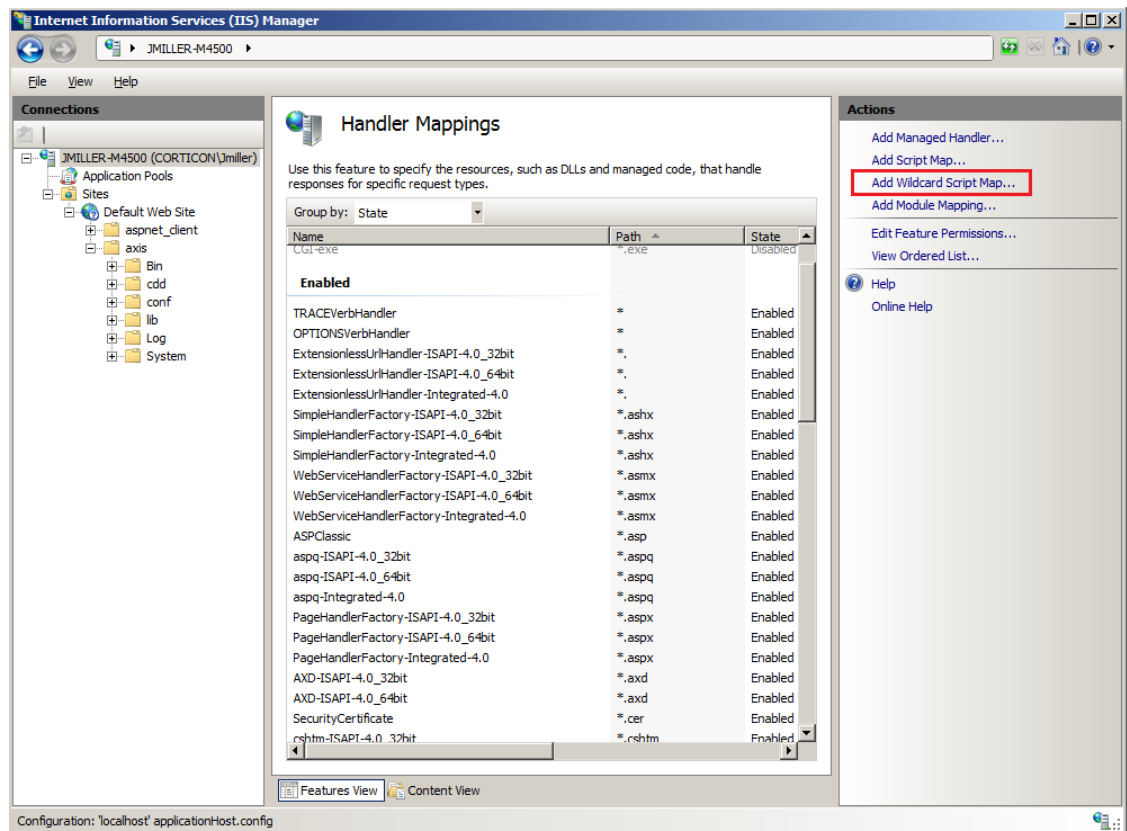 Internet Information Services (IIS) Manager
JMILLER-M4500
File View Help
Connections
JMILLER-M4500 (CORTICON\Jmiller)
Application Pools
Sites
Default Web Site
aspnet_client
axis
Bin
cdd
conf
lib
Log
System
Handler Mappings
Use this feature to specify the resources, such as DLLs and managed code, that handle
responses for specific request types.
Group by: State
Name Path State
CGI-exe *.exe Disabled
Enabled
TRACEVerbHandler * Enabled
OPTIONSVerbHandler * Enabled
ExtensionlessUrlHandler-ISAPI-4.0_32bit *. Enabled
ExtensionlessUrlHandler-ISAPI-4.0_64bit *. Enabled
ExtensionlessUrlHandler-Integrated-4.0 *. Enabled
SimpleHandlerFactory-ISAPI-4.0_32bit *.ashx Enabled
SimpleHandlerFactory-ISAPI-4.0_64bit *.ashx Enabled
SimpleHandlerFactory-Integrated-4.0 *.ashx Enabled
WebServiceHandlerFactory-ISAPI-4.0_32bit *.asmx Enabled
WebServiceHandlerFactory-ISAPI-4.0_64bit *.asmx Enabled
WebServiceHandlerFactory-Integrated-4.0 *.asmx Enabled
ASPClassic *.asp Enabled
aspq-ISAPI-4.0_32bit *.aspq Enabled
aspq-ISAPI-4.0_64bit *.aspq Enabled
aspq-Integrated-4.0 *.aspq Enabled
PageHandlerFactory-ISAPI-4.0_32bit *.aspx Enabled
PageHandlerFactory-ISAPI-4.0_64bit *.aspx Enabled
PageHandlerFactory-Integrated-4.0 *.aspx Enabled
AXD-ISAPI-4.0_32bit *.axd Enabled
AXD-ISAPI-4.0_64bit *.axd Enabled
SecurityCertificate *.cer Enabled
cshtm-ISAPI-4.0_32bit *.cshtm Enabled
Features View Content View
Actions
Add Managed Handler...
Add Script Map...
Add Wildcard Script Map...
Add Module Mapping...
Edit Feature Permissions...
View Ordered List...
Help
Online Help
Configuration: 'localhost' applicationHost.config